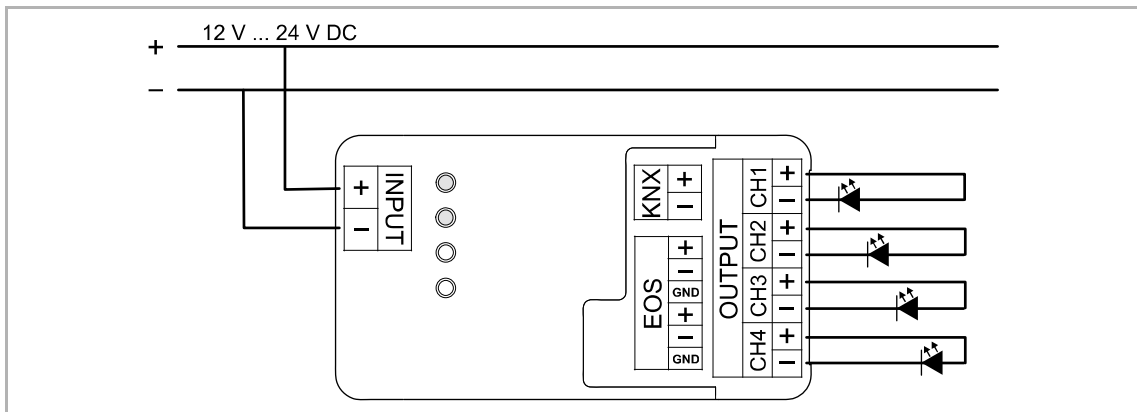 12 V ... 24 V DC
+
−
INPUT
+
−
KNX
+
−
EOS
+
−
GND
+
−
GND
OUTPUT
CH1
+
−
CH2
+
−
CH3
+
−
CH4
+
−